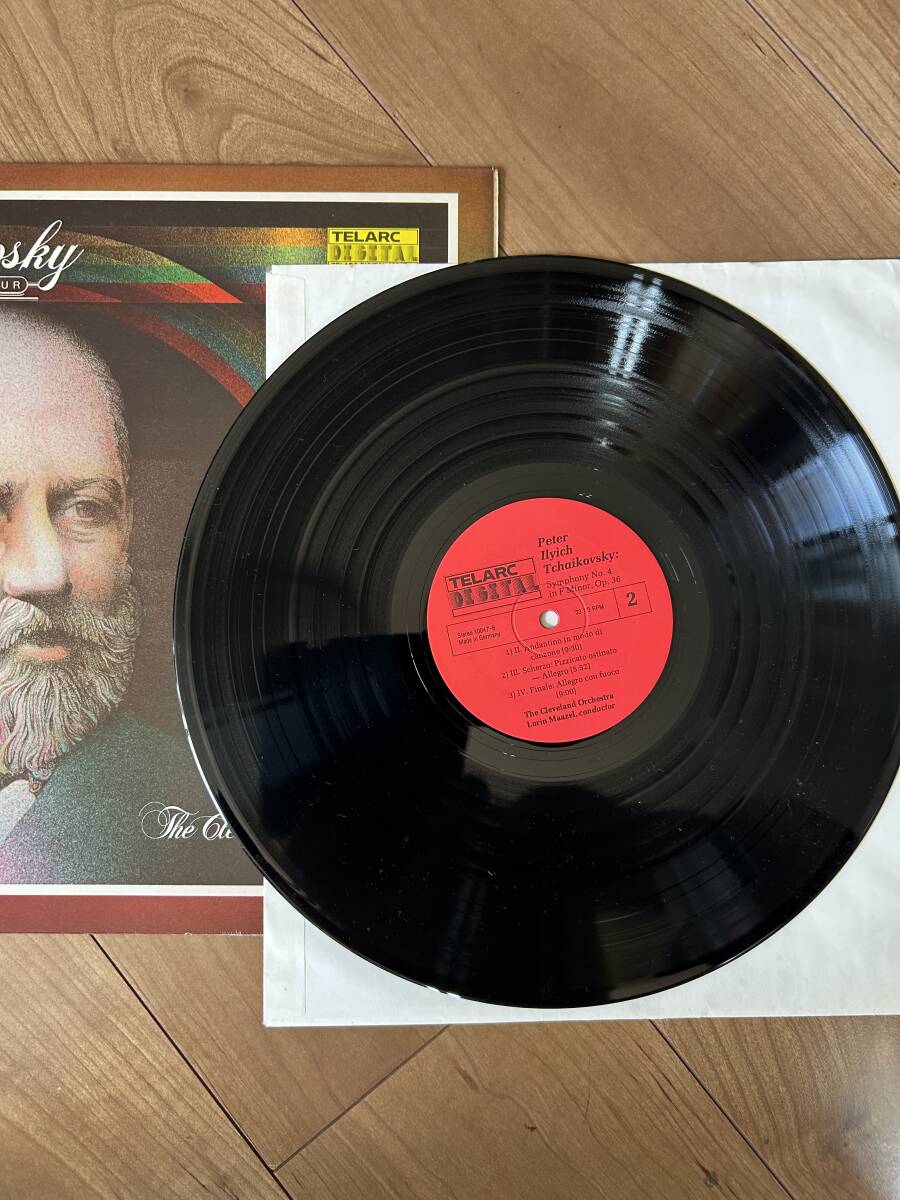 TELARC
DIGITAL
TELARC
DIGITAL
Peter
Ilyich
Tchaikovsky:
Symphony No. 4
in F Minor, Op. 36
2
Stereo 10047-B
Made in Germany
RPM
1) II. Andantino in modo di
canzone [9:30]
2) III. Scherzo: Pizzicato ostinato
— Allegro [5:52]
3) IV. Finale: Allegro con fuoco
[9:00]
The Cleveland Orchestra
Lorin Maazel, conductor
The